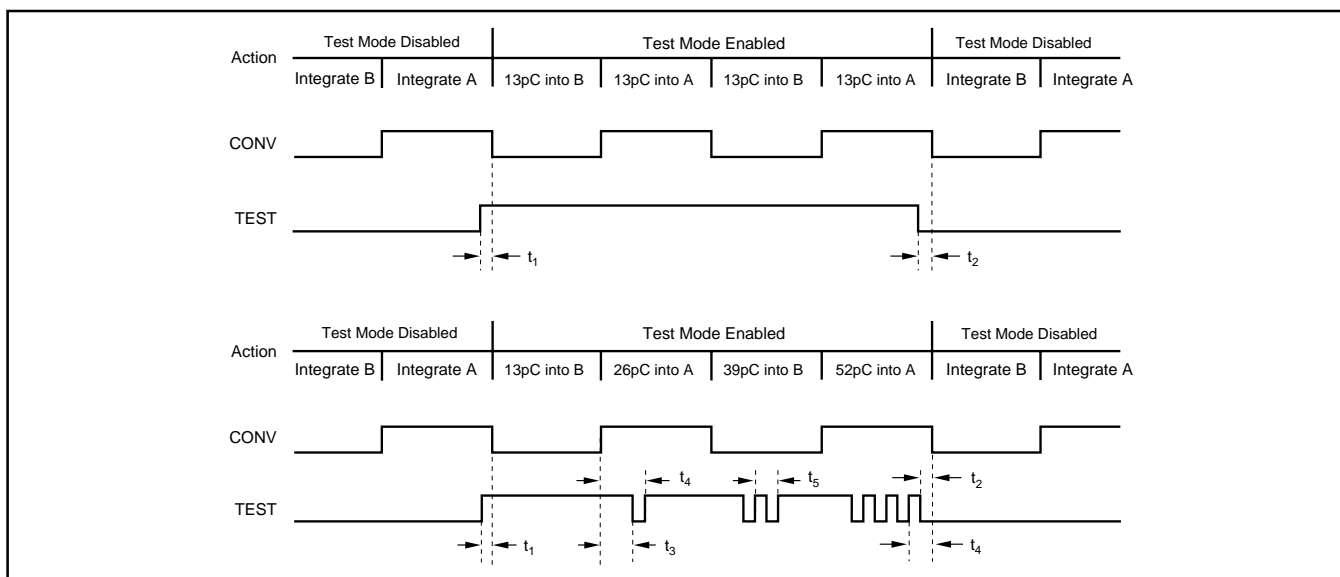 Test Mode Disabled Test Mode Enabled Test Mode Disabled
Action
Integrate B Integrate A 13pC into B 13pC into A 13pC into B 13pC into A Integrate B Integrate A
CONV
TEST
t1 t2
Test Mode Disabled Test Mode Enabled Test Mode Disabled
Action
Integrate B Integrate A 13pC into B 26pC into A 39pC into B 52pC into A Integrate B Integrate A
CONV
t4 t5 t2
TEST
t1 t3 t4